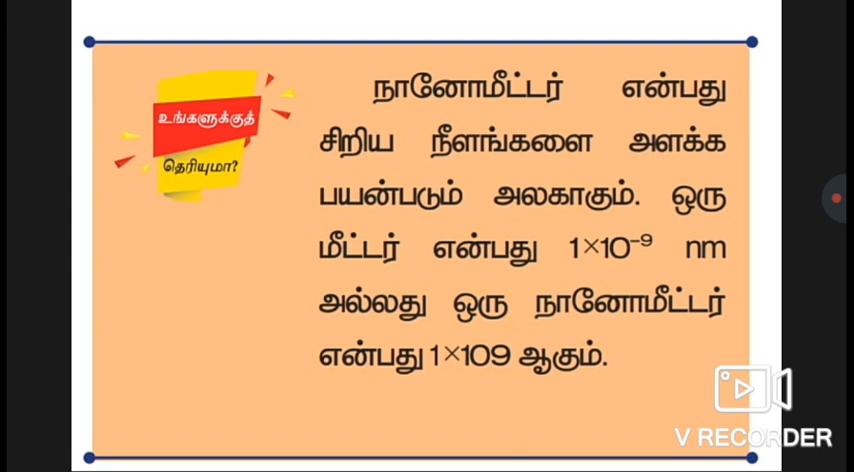 உங்களுக்குத்
தெரியுமா?
நானோமீட்டர் என்பது
சிறிய நீளங்களை அளக்க
பயன்படும் அலகாகும். ஒரு
மீட்டர் என்பது 1×10⁻⁹ nm
அல்லது ஒரு நானோமீட்டர்
என்பது 1×109 ஆகும்.
V RECORDER